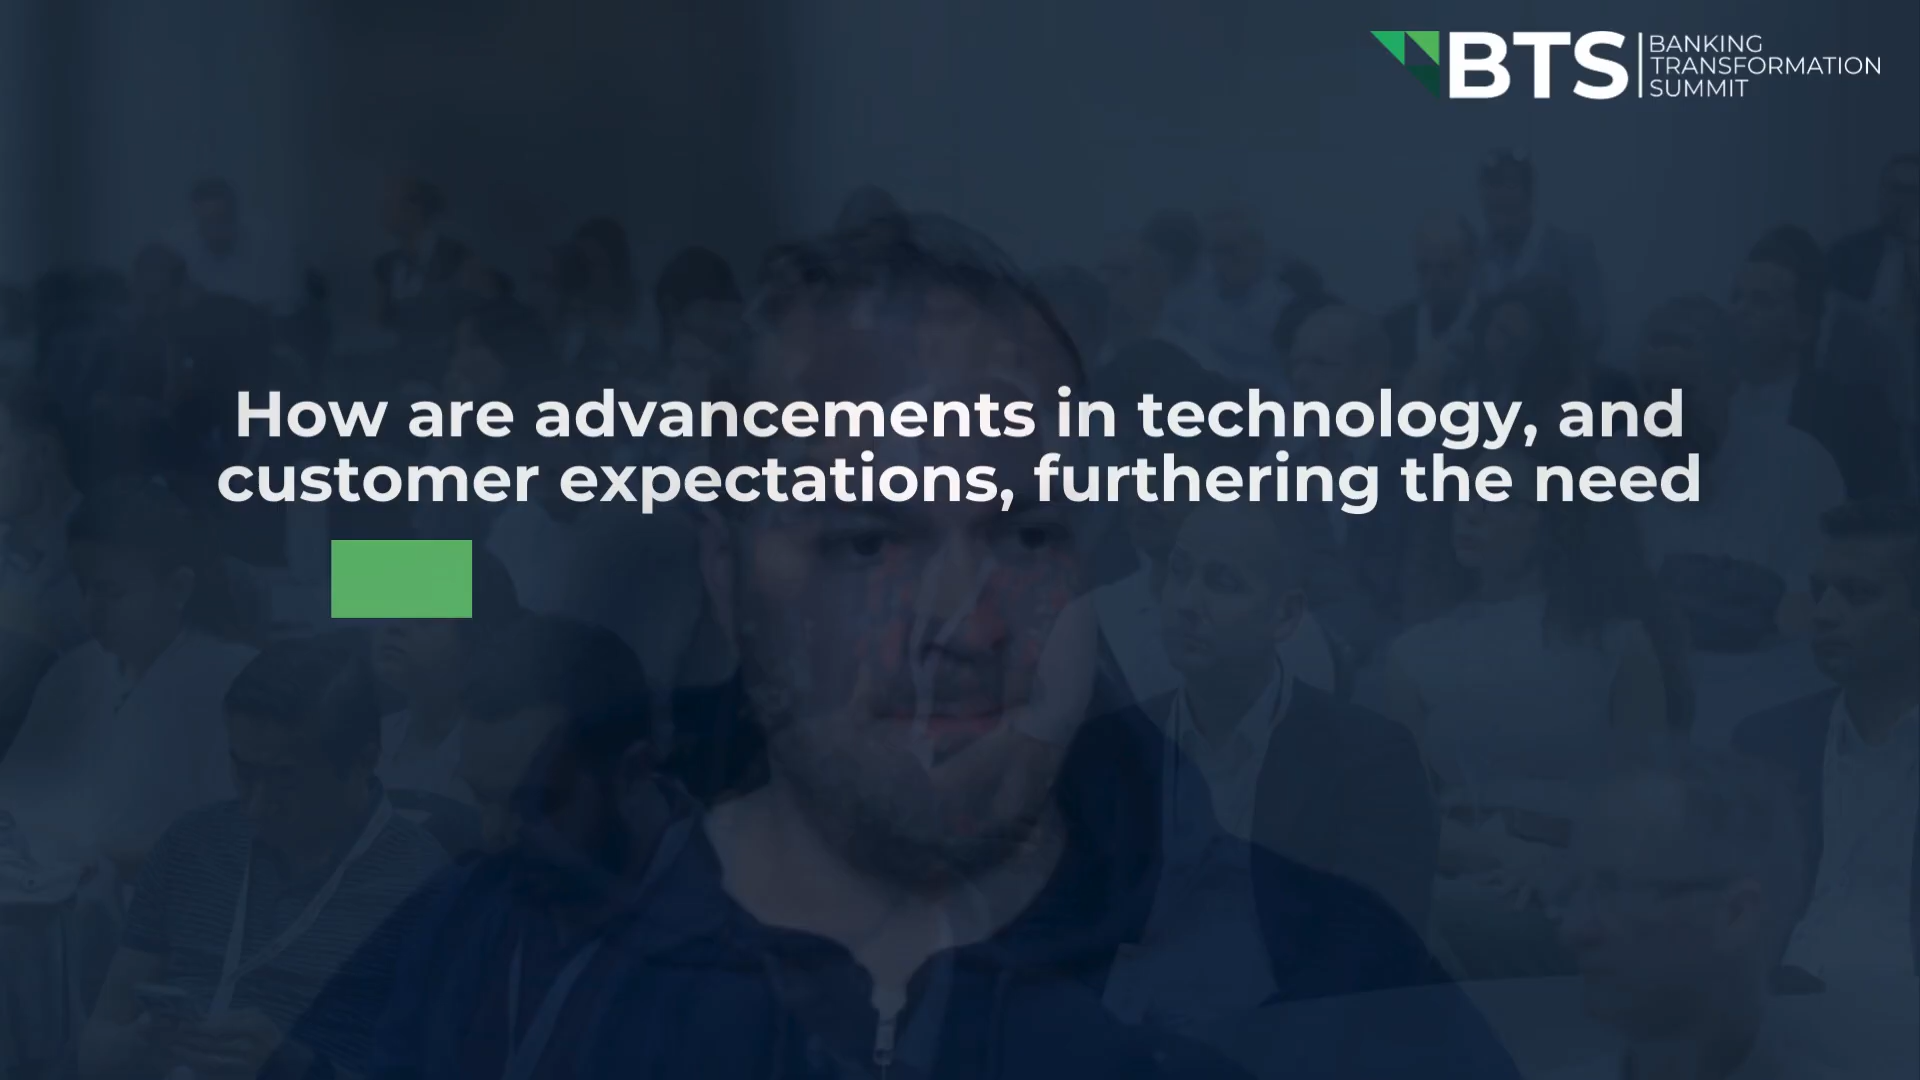 BTS
BANKING
TRANSFORMATION
SUMMIT
How are advancements in technology, and
customer expectations, furthering the need